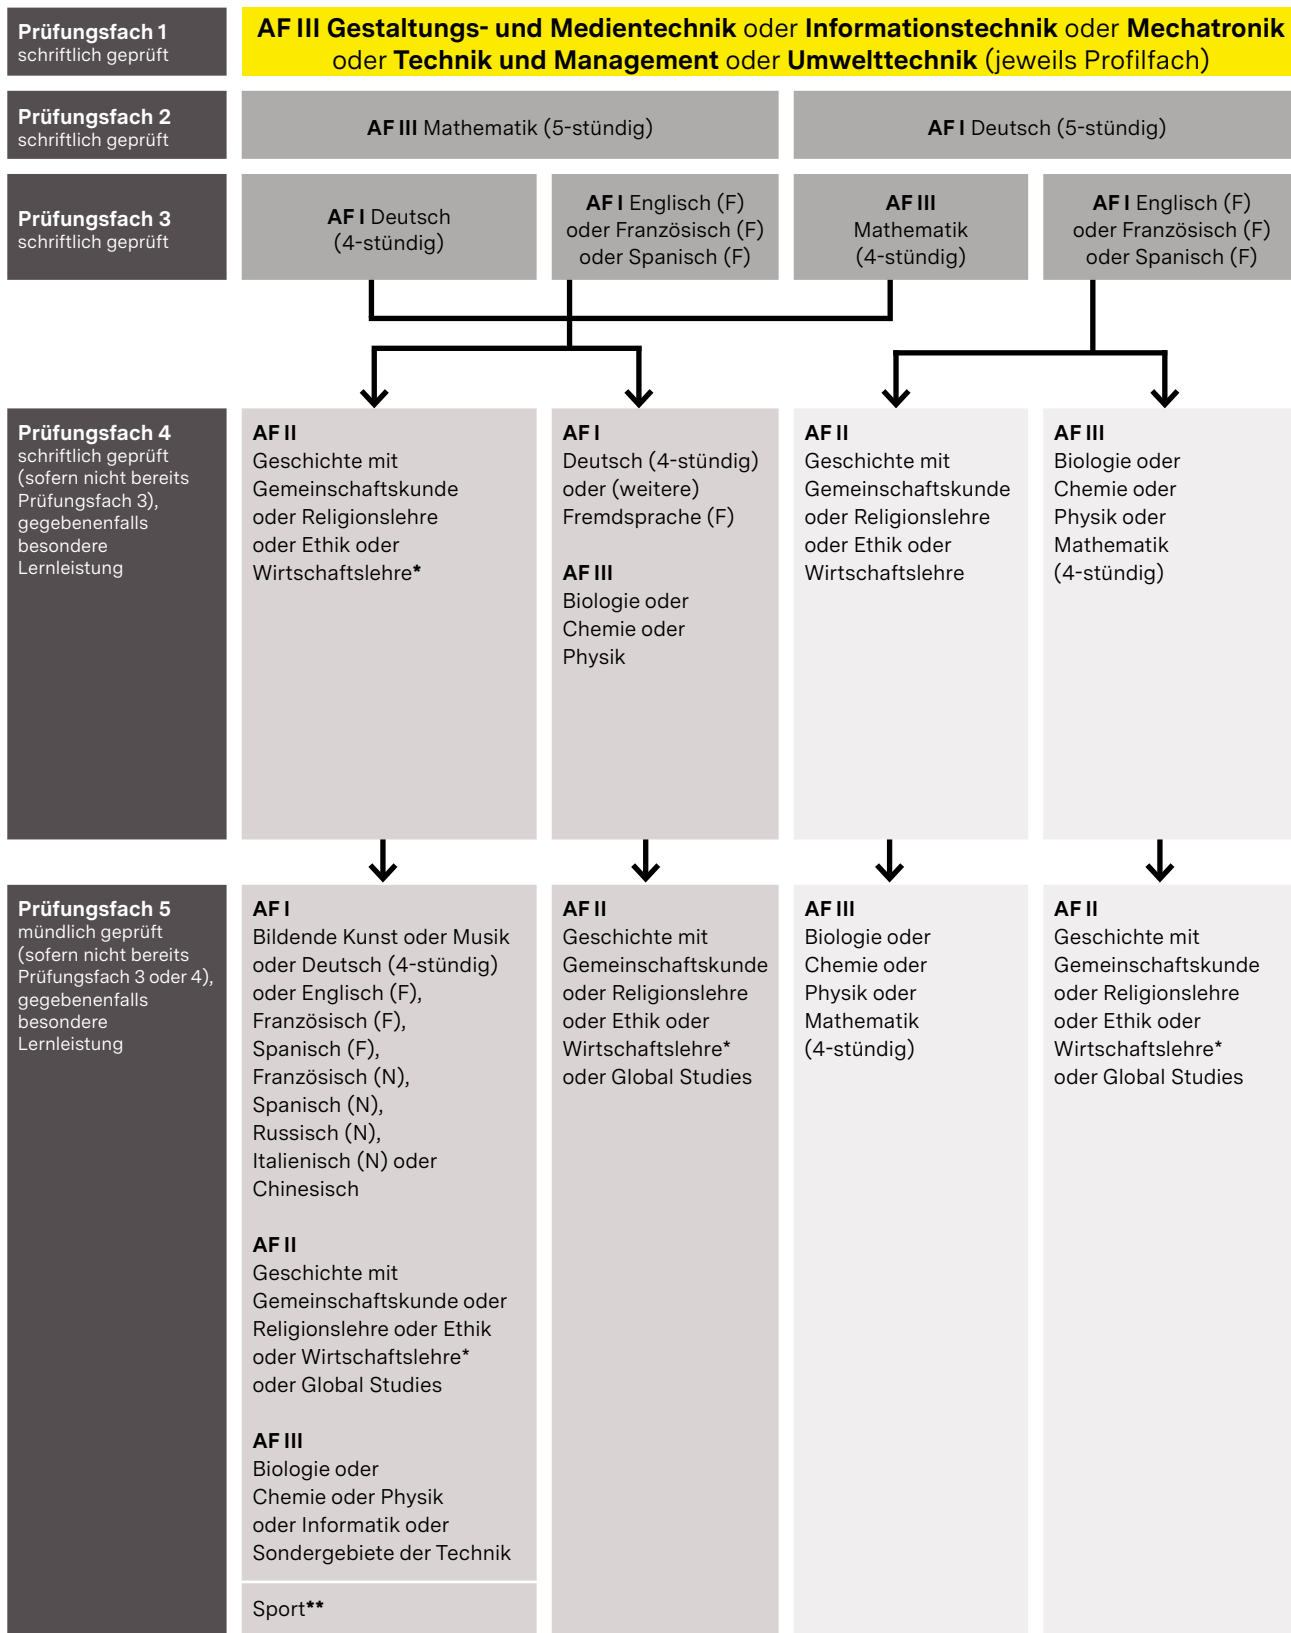 Prüfungsfach 1
schriftlich geprüft
AF III Gestaltungs- und Medientechnik oder Informationstechnik oder Mechatronik
oder Technik und Management oder Umwelttechnik (jeweils Profilfach)
Prüfungsfach 2
schriftlich geprüft
AF III Mathematik (5-stündig)
AF I Deutsch (5-stündig)
Prüfungsfach 3
schriftlich geprüft
AF I Deutsch
(4-stündig)
AF I Englisch (F)
oder Französisch (F)
oder Spanisch (F)
AF III
Mathematik
(4-stündig)
AF I Englisch (F)
oder Französisch (F)
oder Spanisch (F)
Prüfungsfach 4
schriftlich geprüft
(sofern nicht bereits
Prüfungsfach 3),
gegebenenfalls
besondere
Lernleistung
AF II
Geschichte mit
Gemeinschaftskunde
oder Religionslehre
oder Ethik oder
Wirtschaftslehre*
AF I
Deutsch (4-stündig)
oder (weitere)
Fremdsprache (F)
AF III
Biologie oder
Chemie oder
Physik
AF II
Geschichte mit
Gemeinschaftskunde
oder Religionslehre
oder Ethik oder
Wirtschaftslehre
AF III
Biologie oder
Chemie oder
Physik oder
Mathematik
(4-stündig)
Prüfungsfach 5
mündlich geprüft
(sofern nicht bereits
Prüfungsfach 3 oder 4),
gegebenenfalls
besondere
Lernleistung
AF I
Bildende Kunst oder Musik
oder Deutsch (4-stündig)
oder Englisch (F),
Französisch (F),
Spanisch (F),
Französisch (N),
Spanisch (N),
Russisch (N),
Italienisch (N) oder
Chinesisch
AF II
Geschichte mit
Gemeinschaftskunde oder
Religionslehre oder Ethik
oder Wirtschaftslehre*
oder Global Studies
AF III
Biologie oder
Chemie oder Physik
oder Informatik oder
Sondergebiete der Technik
Sport**
AF II
Geschichte mit
Gemeinschaftskunde
oder Religionslehre
oder Ethik oder
Wirtschaftslehre*
oder Global Studies
AF III
Biologie oder
Chemie oder
Physik oder
Mathematik
(4-stündig)
AF II
Geschichte mit
Gemeinschaftskunde
oder Religionslehre
oder Ethik oder
Wirtschaftslehre*
oder Global Studies